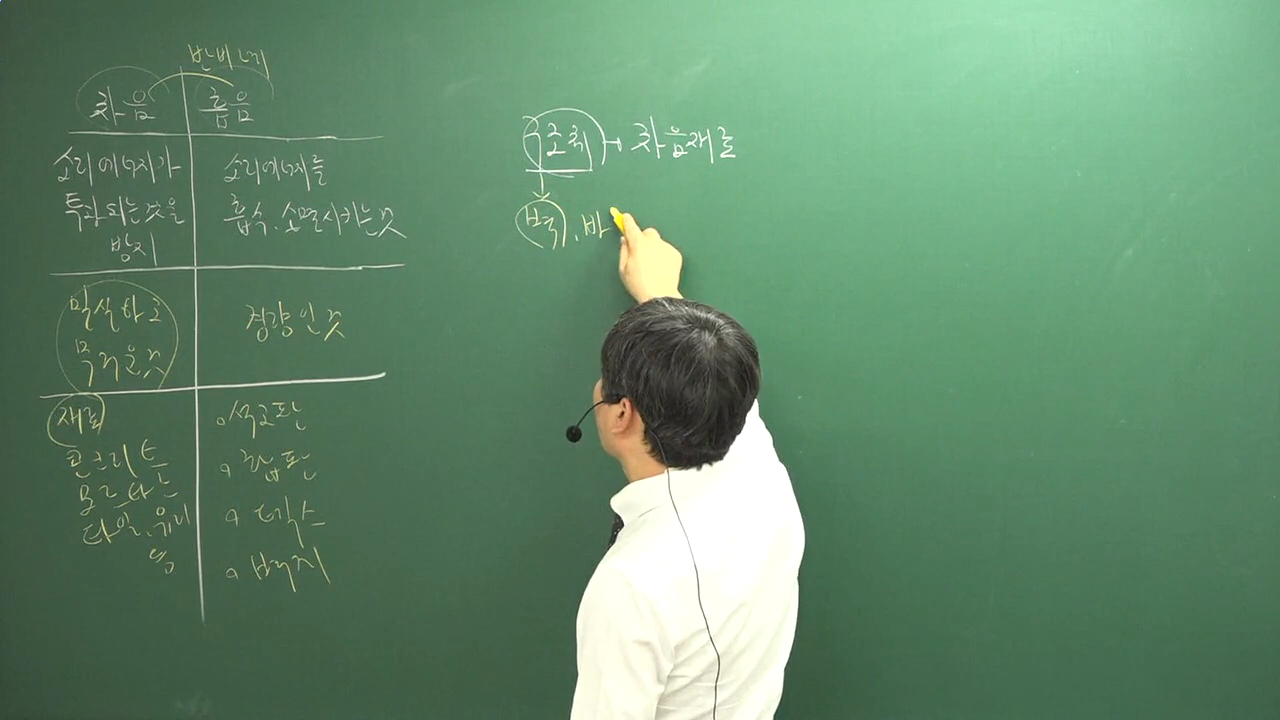 반비례
차음 흡음
소리에너지가 소리에너지를
투과되는것을 흡수, 소멸시키는것
방지
밀실하고 경량인것
무거운것
재료 석고판
콘크리트 합판
모르타르 텍스
타일, 유리 벽지
등
구조체 → 차음재료
벽, 바